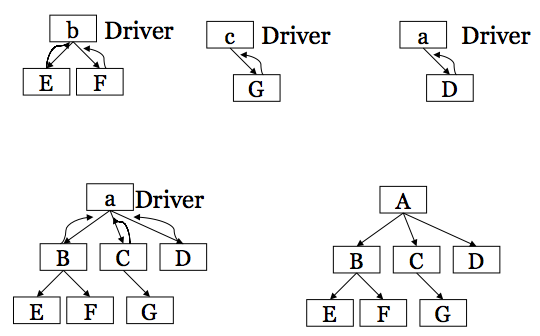 b Driver
c Driver
a Driver
E F
G
D
a Driver
A
B C D
B C D
E F G
E F G